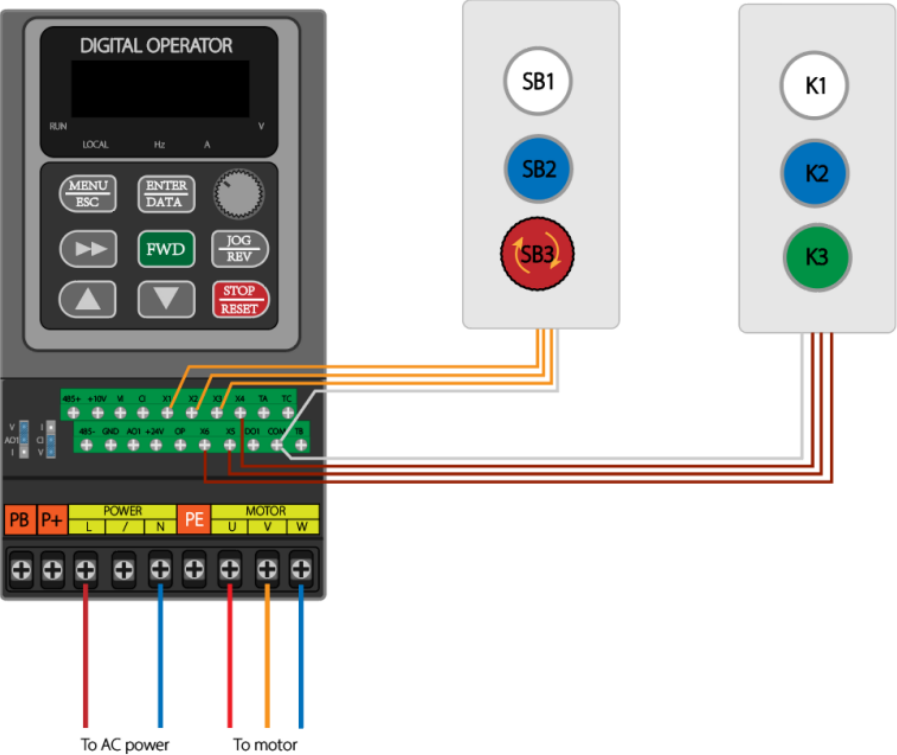 DIGITAL OPERATOR
RUN
V
LOCAL
Hz
A
MENU
ESC
ENTER
DATA
FWD
JOG
REV
STOP
RESET
SB1
SB2
SB3
K1
K2
K3
485+ +10V VI CI X1 X2 X3 X4 TA TC
485- GND AO1 +24V OP X6 X5 DO1 COM TB
V I
AO1 CI
I V
PB P+ POWER PE MOTOR
L / N U V W
To AC power
To motor